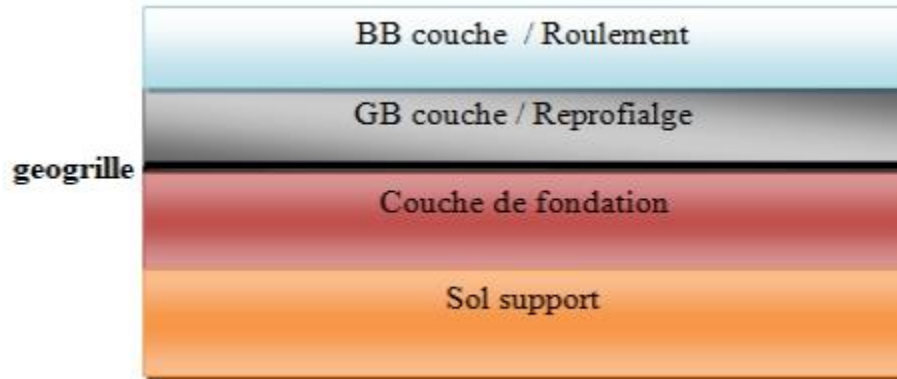 BB couche / Roulement
GB couche / Reprofialge
geogrille
Couche de fondation
Sol support